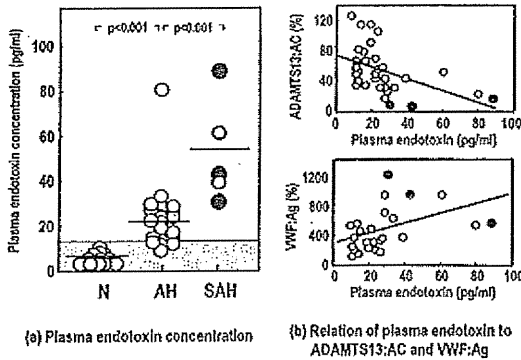 p<0.001 p<0.001
Plasma endotoxin concentration (pg/ml)
100
80
60
40
20
0
N AH SAH
(a) Plasma endotoxin concentration
ADAMTS13:AC (%)
120
80
40
0
0 20 40 60 80 100
Plasma endotoxin (pg/ml)
VWF:Ag (%)
1200
800
400
0
0 20 40 60 80 100
Plasma endotoxin (pg/ml)
(b) Relation of plasma endotoxin to
ADAMTS13:AC and VWF:Ag